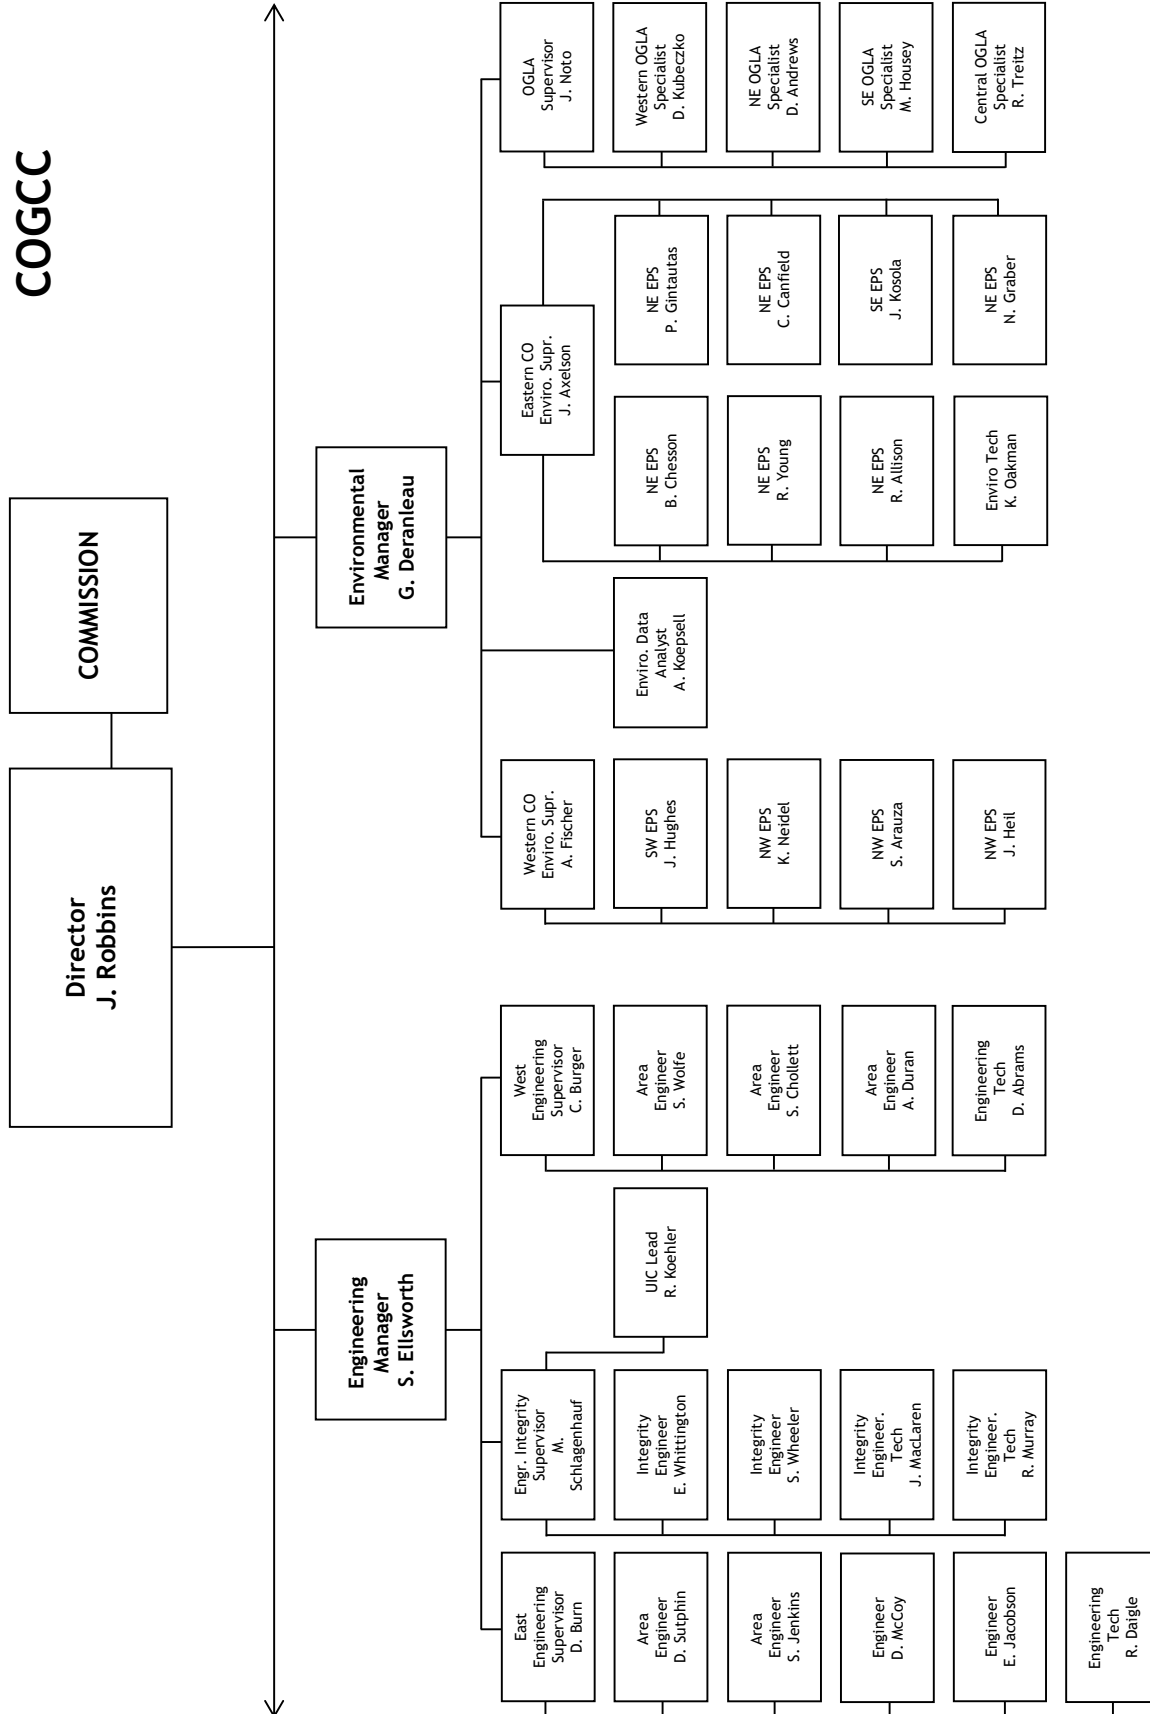 COGCC
COMMISSION
Director
J. Robbins
Engineering
Manager
S. Ellsworth
Environmental
Manager
G. Deranleau
East
Engineering
Supervisor
D. Burn
Area
Engineer
D. Sutphin
Area
Engineer
S. Jenkins
Engineer
D. McCoy
Engineer
E. Jacobson
Engineering
Tech
R. Daigle
Engr. Integrity
Supervisor
M.
Schlagenhauf
Integrity
Engineer
E. Whittington
Integrity
Engineer
S. Wheeler
Integrity
Engineer.
Tech
J. MacLaren
Integrity
Engineer.
Tech
R. Murray
UIC Lead
R. Koehler
West
Engineering
Supervisor
C. Burger
Area
Engineer
S. Wolfe
Area
Engineer
S. Chollett
Area
Engineer
A. Duran
Engineering
Tech
D. Abrams
Western CO
Enviro. Supr.
A. Fischer
SW EPS
J. Hughes
NW EPS
K. Neidel
NW EPS
S. Arauza
NW EPS
J. Heil
Enviro. Data
Analyst
A. Koepsell
Eastern CO
Enviro. Supr.
J. Axelson
NE EPS
B. Chesson
NE EPS
R. Young
NE EPS
R. Allison
Enviro Tech
K. Oakman
NE EPS
P. Gintautas
NE EPS
C. Canfield
SE EPS
J. Kosola
NE EPS
N. Graber
OGLA
Supervisor
J. Noto
Western OGLA
Specialist
D. Kubeczko
NE OGLA
Specialist
D. Andrews
SE OGLA
Specialist
M. Housey
Central OGLA
Specialist
R. Treitz